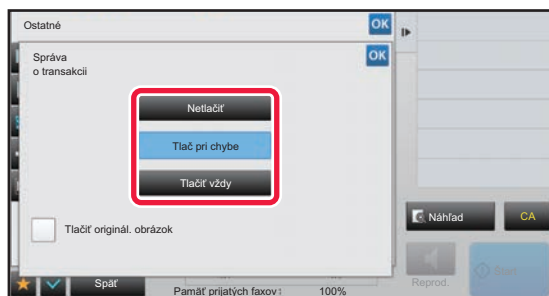 Ostatné
OK
Správa
o transakcii
OK
Netlačiť
Tlač pri chybe
Tlačiť vždy
Tlačiť originál. obrázok
Náhľad
CA
Späť
Pamäť prijatých faxov:
100%
Reprod.
Štart